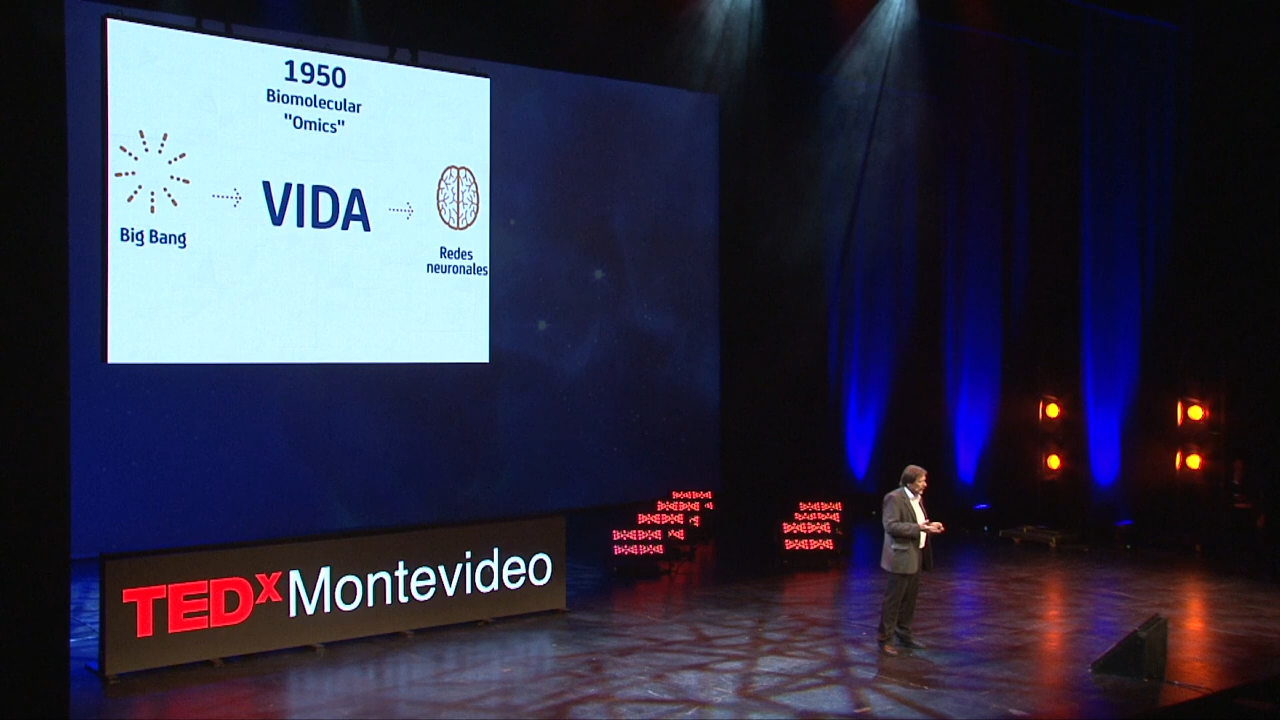 1950
Biomolecular
"Omics"
Big Bang
VIDA
Redes
neuronales
TEDxMontevideo